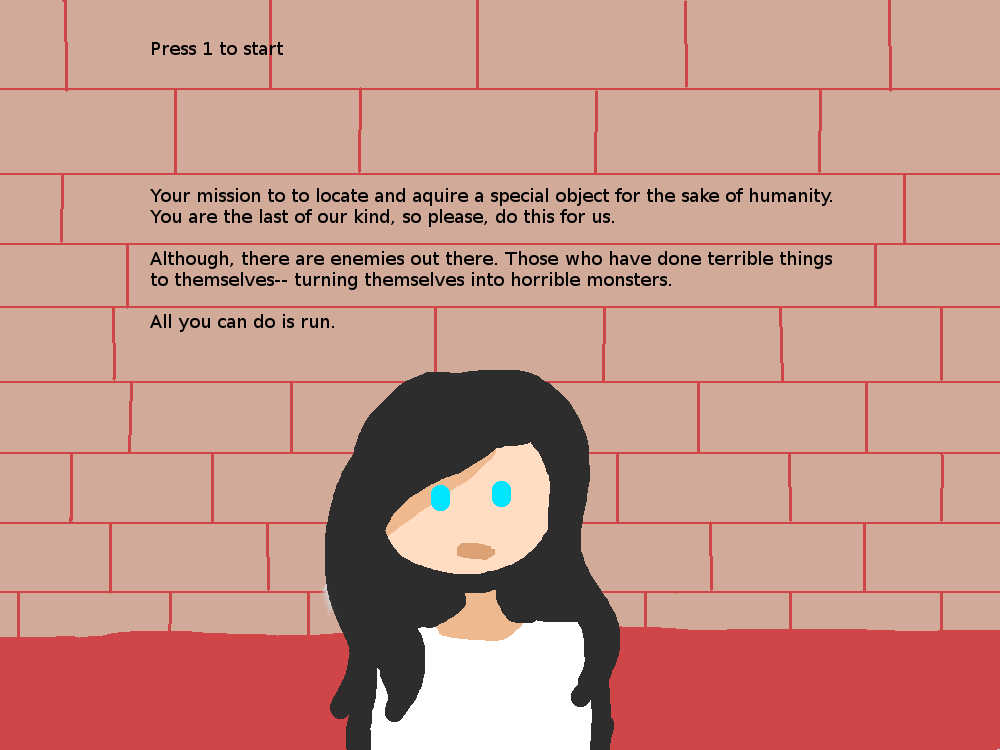 Press 1 to start
Your mission to to locate and aquire a special object for the sake of humanity.
You are the last of our kind, so please, do this for us.
Although, there are enemies out there. Those who have done terrible things
to themselves-- turning themselves into horrible monsters.
All you can do is run.